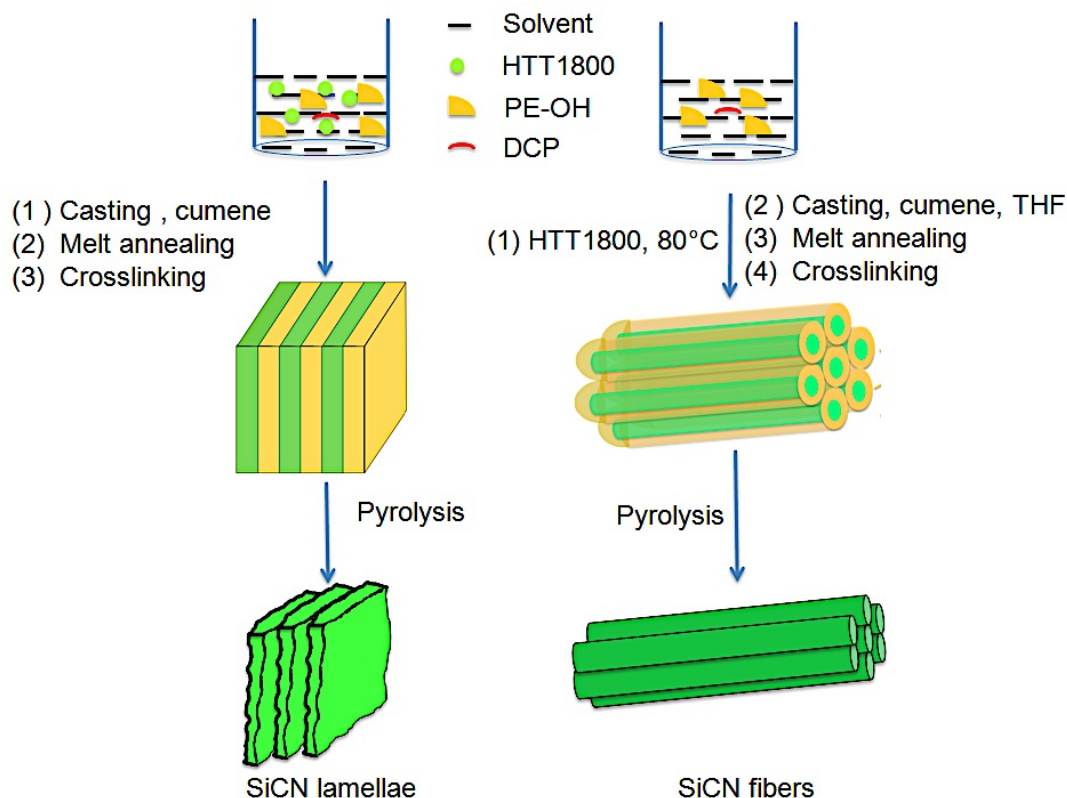 Solvent
HTT1800
PE-OH
DCP
(1 ) Casting , cumene
(2) Melt annealing
(3) Crosslinking
(1) HTT1800, 80°C
(2 ) Casting, cumene, THF
(3) Melt annealing
(4) Crosslinking
Pyrolysis
Pyrolysis
SiCN lamellae
SiCN fibers